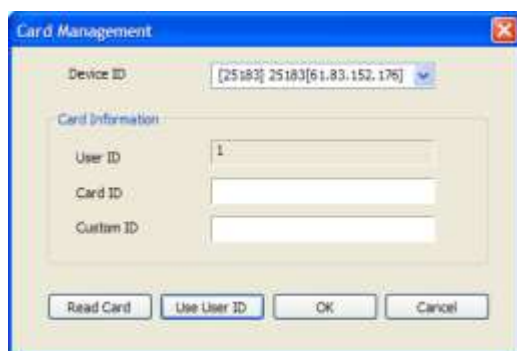 Card Management
Device ID [25183] 25183[61.83.152.176]
Card Information
User ID 1
Card ID
Custom ID
Read Card Use User ID OK Cancel